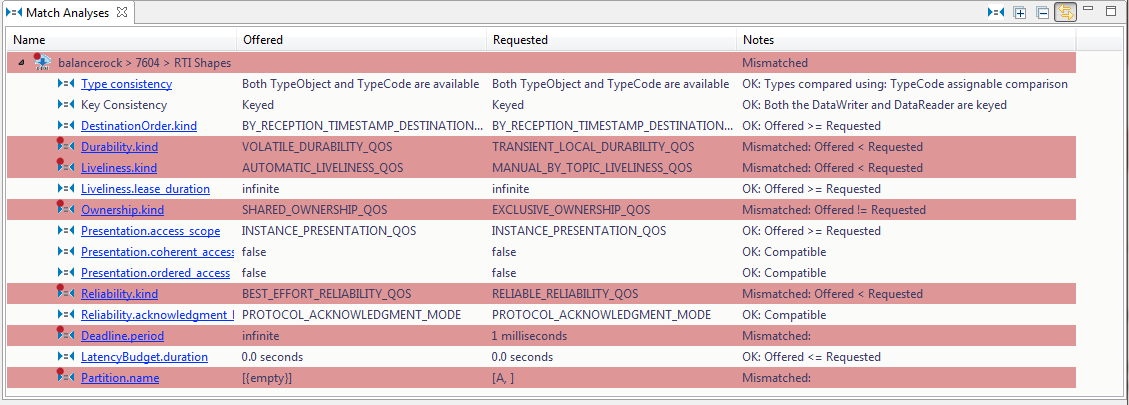 Match Analyses
Name Offered Requested Notes
balancerock > 7604 > RTI Shapes Mismatched
Type consistency Both TypeObject and TypeCode are available Both TypeObject and TypeCode are available OK: Types compared using: TypeCode assignable comparison
Key Consistency Keyed Keyed OK: Both the DataWriter and DataReader are keyed
DestinationOrder.kind BY_RECEPTION_TIMESTAMP_DESTINATION... BY_RECEPTION_TIMESTAMP_DESTINATION... OK: Offered >= Requested
Durability.kind VOLATILE_DURABILITY_QOS TRANSIENT_LOCAL_DURABILITY_QOS Mismatched: Offered < Requested
Liveliness.kind AUTOMATIC_LIVELINESS_QOS MANUAL_BY_TOPIC_LIVELINESS_QOS Mismatched: Offered < Requested
Liveliness.lease_duration infinite infinite OK: Offered >= Requested
Ownership.kind SHARED_OWNERSHIP_QOS EXCLUSIVE_OWNERSHIP_QOS Mismatched: Offered != Requested
Presentation.access_scope INSTANCE_PRESENTATION_QOS INSTANCE_PRESENTATION_QOS OK: Offered >= Requested
Presentation.coherent_access false false OK: Compatible
Presentation.ordered_access false false OK: Compatible
Reliability.kind BEST_EFFORT_RELIABILITY_QOS RELIABLE_RELIABILITY_QOS Mismatched: Offered < Requested
Reliability.acknowledgment_ PROTOCOL_ACKNOWLEDGMENT_MODE PROTOCOL_ACKNOWLEDGMENT_MODE OK: Compatible
Deadline.period infinite 1 milliseconds Mismatched:
LatencyBudget.duration 0.0 seconds 0.0 seconds OK: Offered <= Requested
Partition.name [{empty}] [A, ] Mismatched: